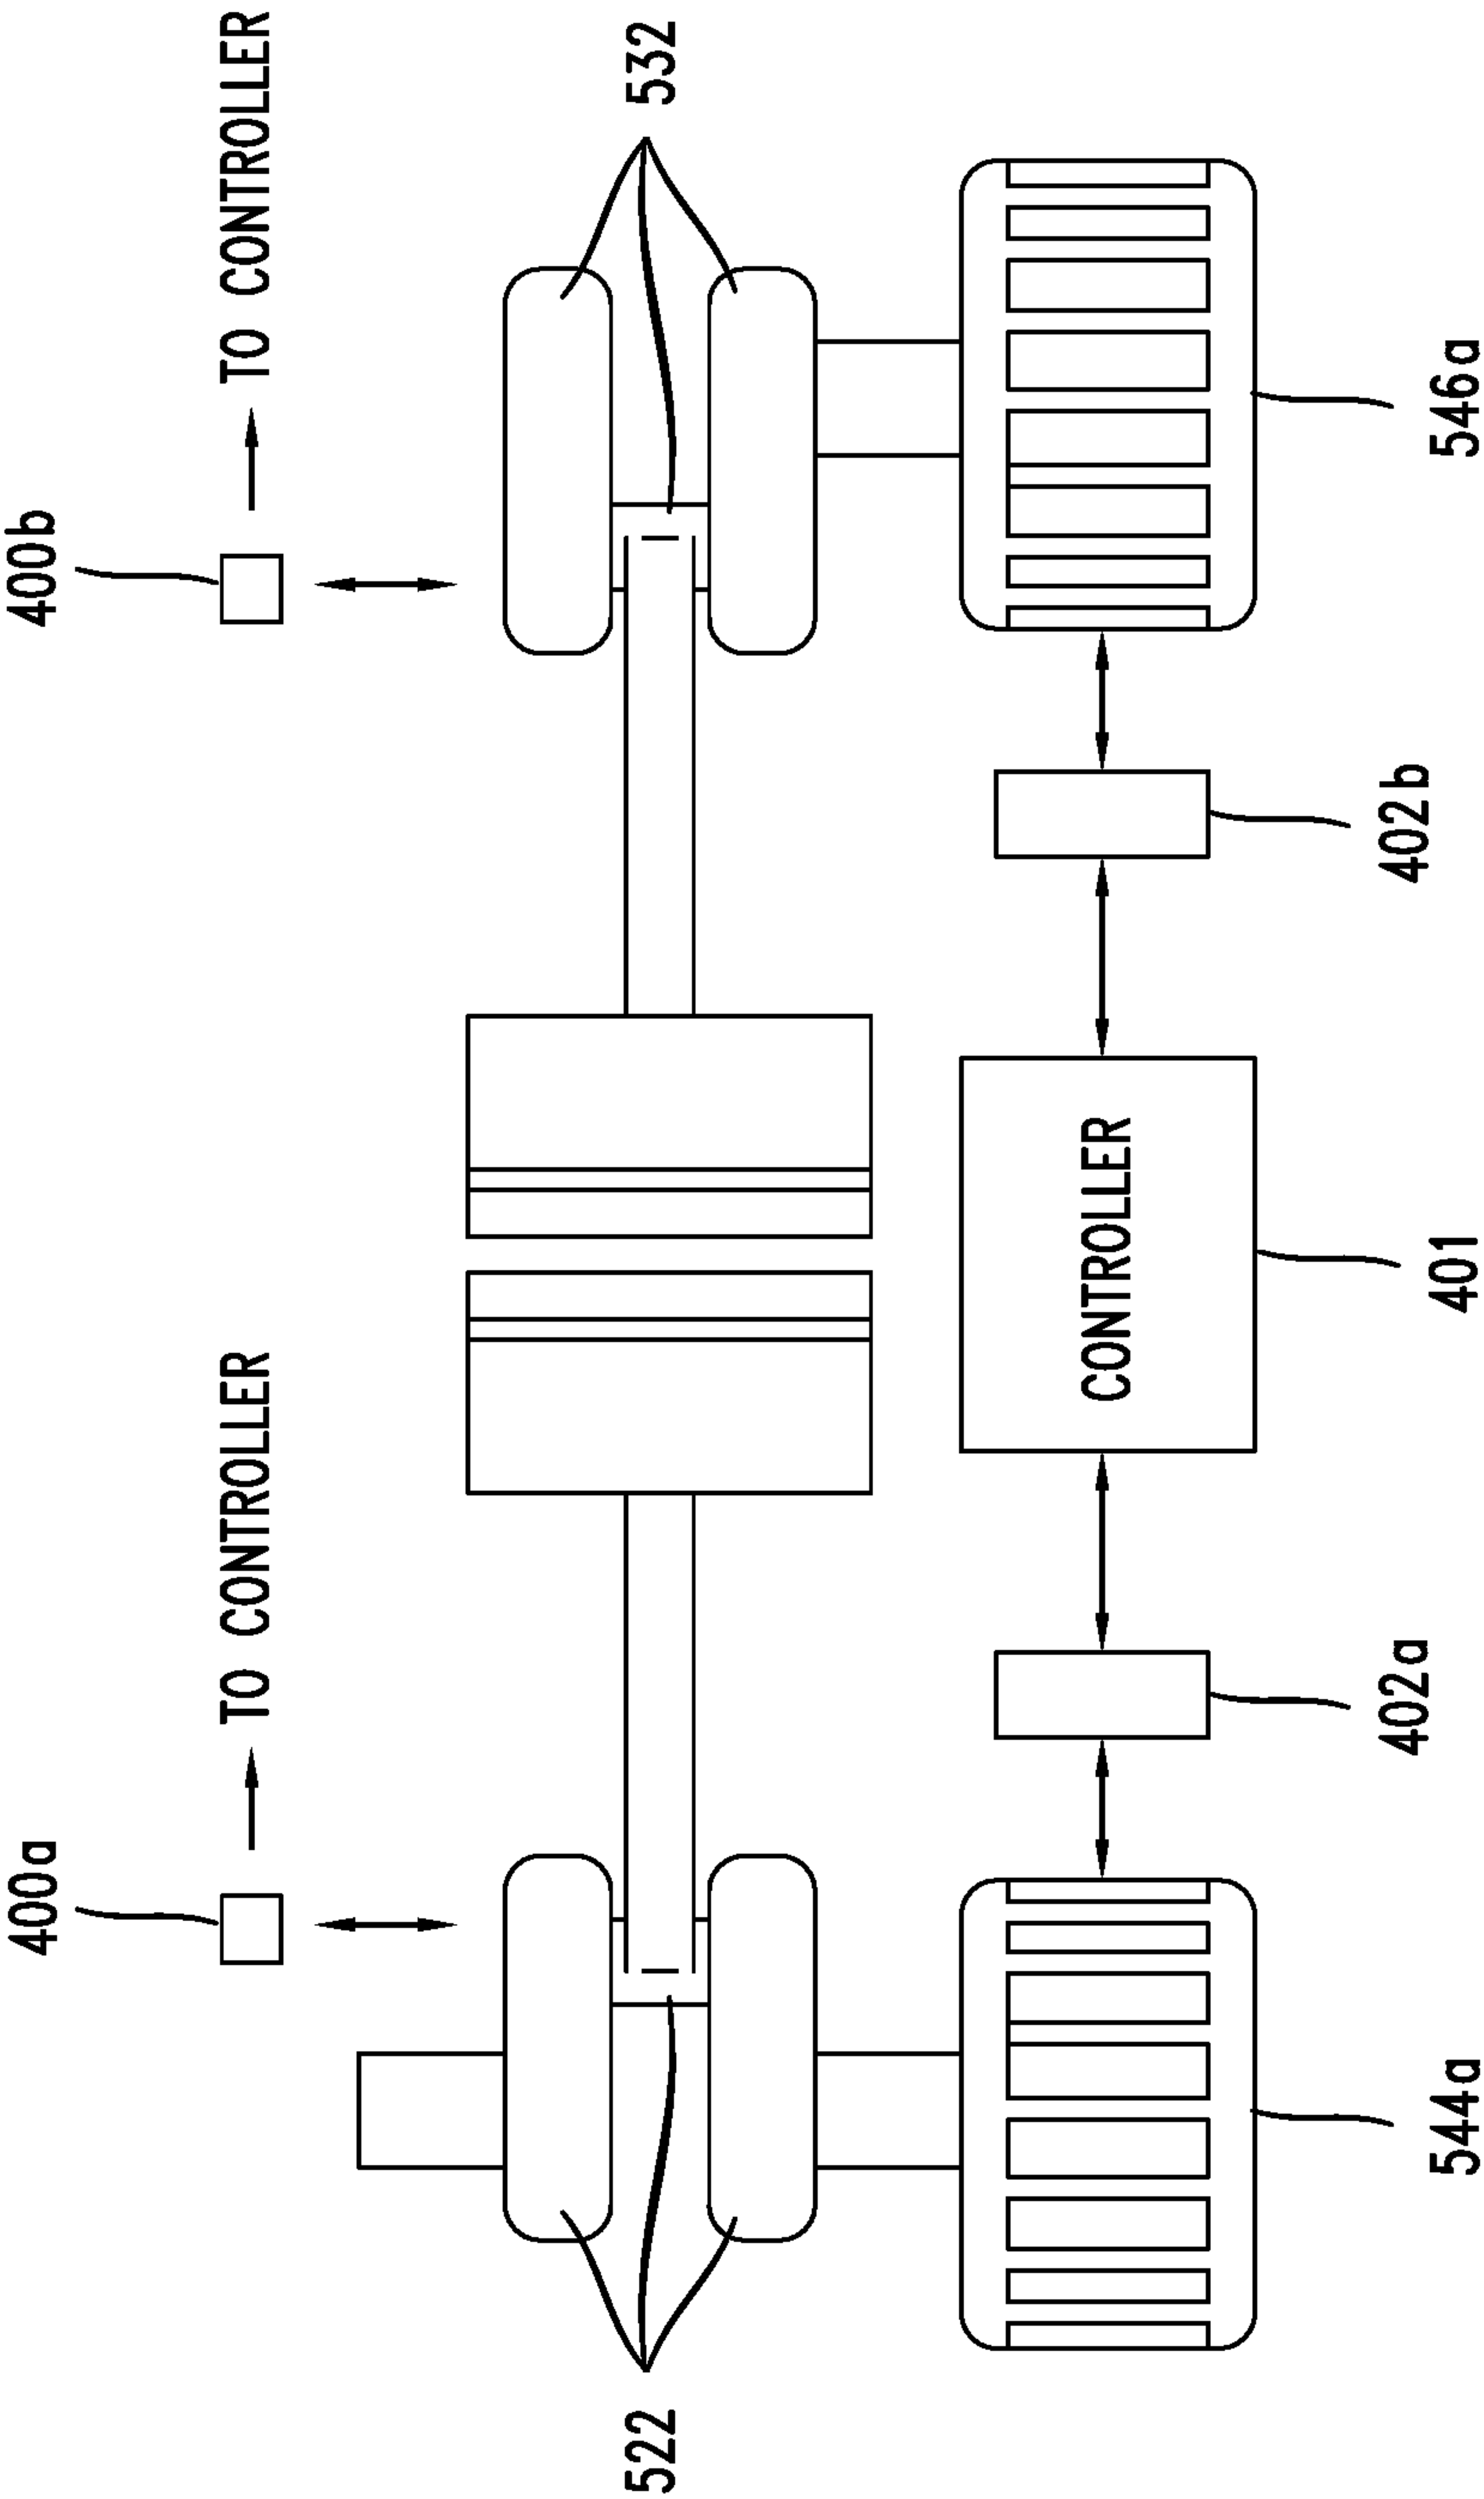 400a
400b
TO CONTROLLER
TO CONTROLLER
522
532
CONTROLLER
402a
402b
544a
401
546a